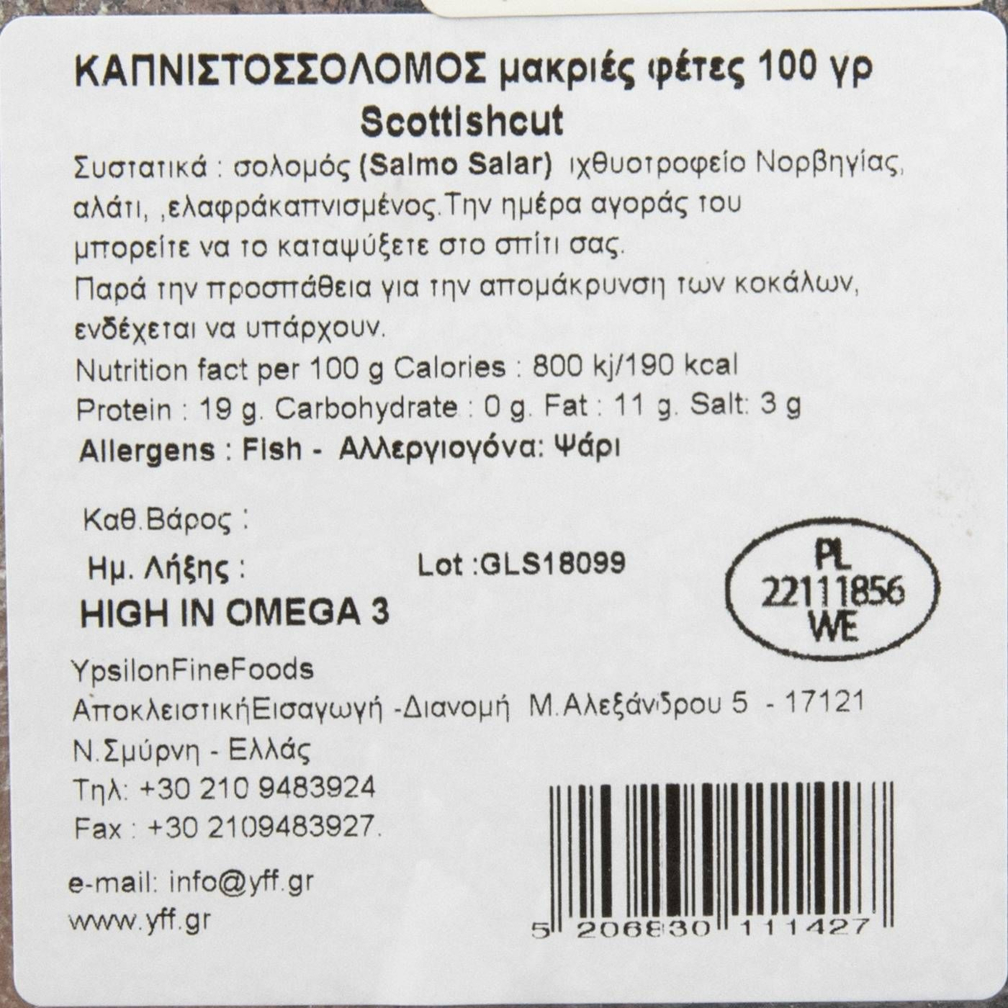 ΚΑΠΝΙΣΤΟΣΣΟΛΟΜΟΣ μακριές φέτες 100 γρ
Scottishcut
Συστατικά : σολομός (Salmo Salar) ιχθυοτροφείο Νορβηγίας,
αλάτι, ,ελαφράκαπνισμένος.Την ημέρα αγοράς του
μπορείτε να το καταψύξετε στο σπίτι σας.
Παρά την προσπάθεια για την απομάκρυνση των κοκάλων,
ενδέχεται να υπάρχουν.
Nutrition fact per 100 g Calories : 800 kj/190 kcal
Protein : 19 g. Carbohydrate : 0 g. Fat : 11 g. Salt: 3 g
Allergens : Fish - Αλλεργιογόνα: Ψάρι
Καθ.Βάρος :
Ημ. Λήξης : Lot :GLS18099
HIGH IN OMEGA 3
PL
22111856
WE
YpsilonFineFoods
ΑποκλειστικήΕισαγωγή -Διανομή Μ.Αλεξάνδρου 5 - 17121
Ν.Σμύρνη - Ελλάς
Τηλ: +30 210 9483924
Fax : +30 2109483927.
e-mail: info@yff.gr
www.yff.gr
5 206830 111427